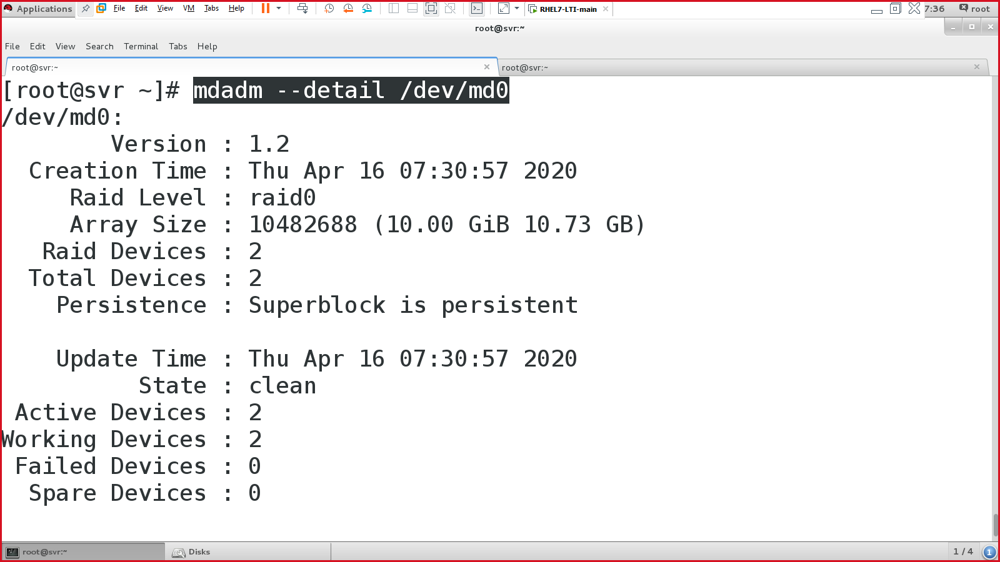 Applications File Edit View VM Tabs Help RHEL7-LTI-main 7:36 root
root@svr:~
File Edit View Search Terminal Tabs Help
root@svr:~ root@svr:~
[root@svr ~]# mdadm --detail /dev/md0
/dev/md0:
Version : 1.2
Creation Time : Thu Apr 16 07:30:57 2020
Raid Level : raid0
Array Size : 10482688 (10.00 GiB 10.73 GB)
Raid Devices : 2
Total Devices : 2
Persistence : Superblock is persistent
Update Time : Thu Apr 16 07:30:57 2020
State : clean
Active Devices : 2
Working Devices : 2
Failed Devices : 0
Spare Devices : 0
root@svr:~ Disks 1 / 4 1